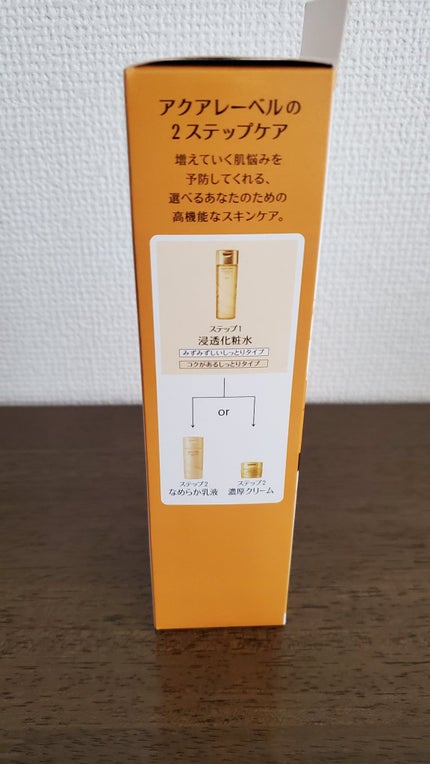 アクアレーベルの
2ステップケア
増えていく肌悩みを
予防してくれる、
選べるあなたのための
高機能なスキンケア。
ステップ1
浸透化粧水
みずみずしいしっとりタイプ
コクがあるしっとりタイプ
or
ステップ2 ステップ2
なめらか乳液 濃厚クリーム